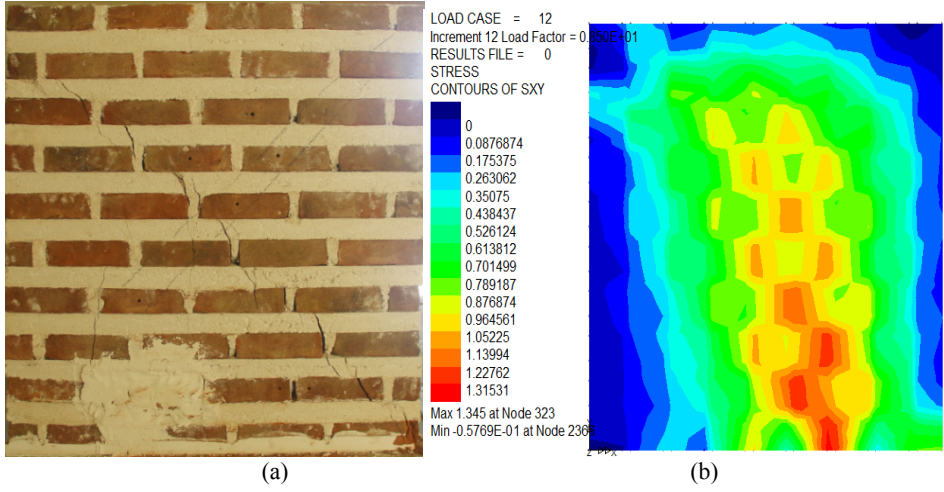 LOAD CASE = 12
Increment 12 Load Factor = 0.850E+01
RESULTS FILE = 0
STRESS
CONTOURS OF SXY
0
0.0876874
0.175375
0.263062
0.35075
0.438437
0.526124
0.613812
0.701499
0.789187
0.876874
0.964561
1.05225
1.13994
1.22762
1.31531
Max 1.345 at Node 323
Min -0.5769E-01 at Node 236
(a)
(b)